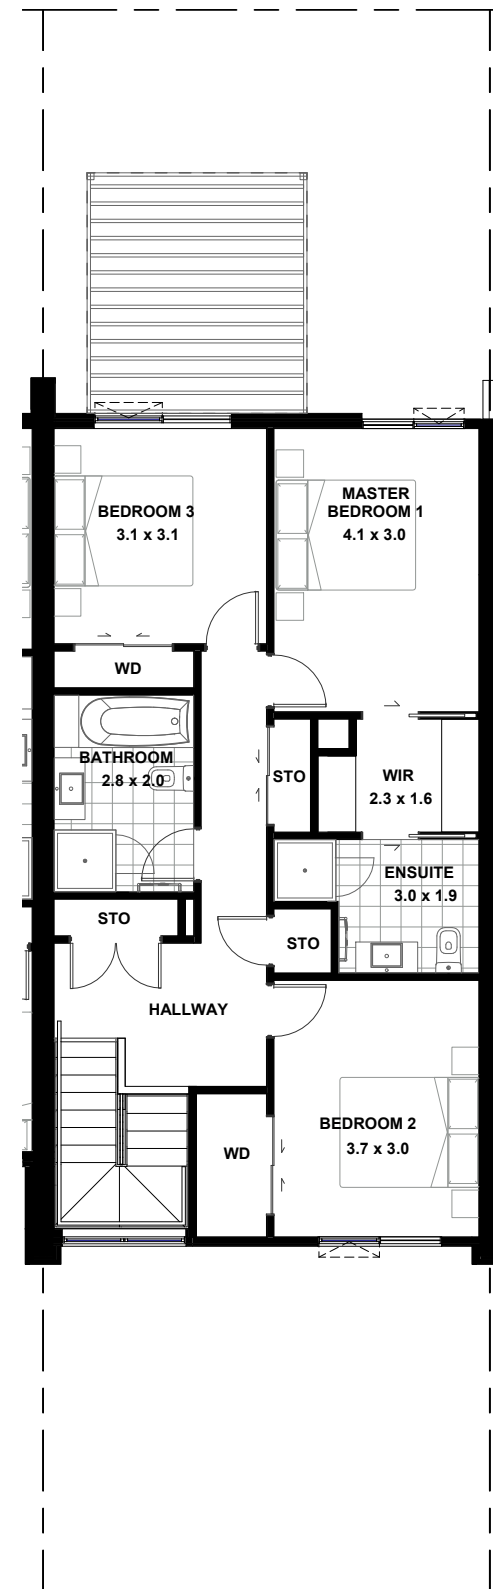 BEDROOM 3
3.1 x 3.1
MASTER
BEDROOM 1
4.1 x 3.0
WD
BATHROOM
2.8 x 2.0
STO
WIR
2.3 x 1.6
ENSUITE
3.0 x 1.9
STO
STO
HALLWAY
BEDROOM 2
3.7 x 3.0
WD